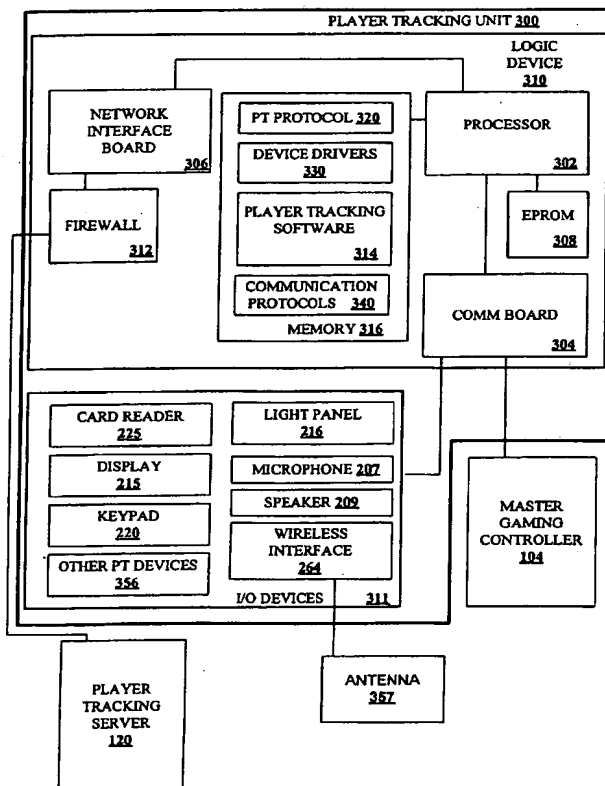 PLAYER TRACKING UNIT 300
LOGIC
DEVICE
310
NETWORK
INTERFACE
BOARD
306
FIREWALL
312
PT PROTOCOL 320
DEVICE DRIVERS
330
PLAYER TRACKING
SOFTWARE
314
COMMUNICATION
PROTOCOLS 340
MEMORY 316
PROCESSOR
302
EPROM
308
COMM BOARD
304
CARD READER
225
DISPLAY
215
KEYPAD
220
OTHER PT DEVICES
356
LIGHT PANEL
216
MICROPHONE 207
SPEAKER 209
WIRELESS
INTERFACE
264
I/O DEVICES 311
MASTER
GAMING
CONTROLLER
104
PLAYER
TRACKING
SERVER
120
ANTENNA
357